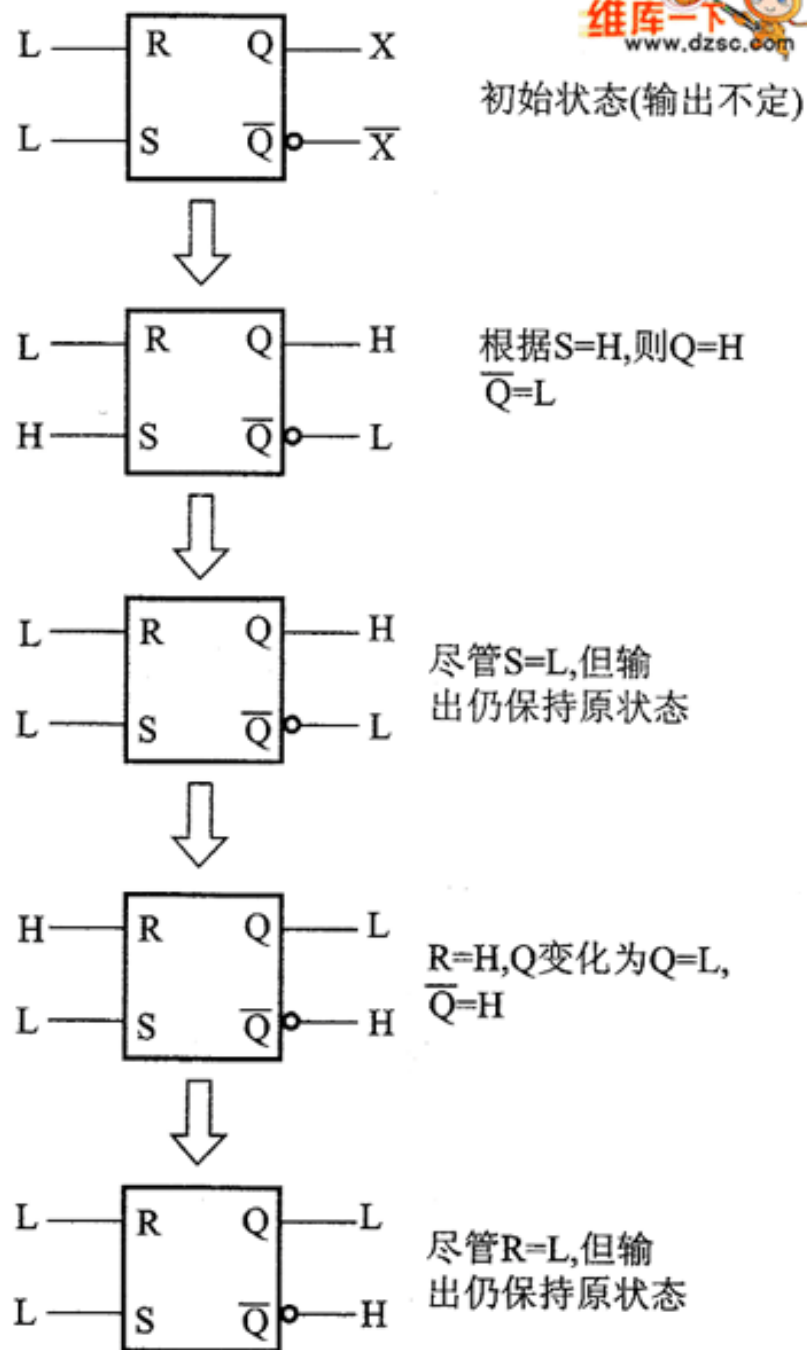 维库一下
www.dzsc.com
L R Q X
L S Q̅ X̅
初始状态(输出不定)
L R Q H
H S Q̅ L
根据S=H,则Q=H
Q̅=L
L R Q H
L S Q̅ L
尽管S=L,但输
出仍保持原状态
H R Q L
L S Q̅ H
R=H,Q变化为Q=L,
Q̅=H
L R Q L
L S Q̅ H
尽管R=L,但输
出仍保持原状态